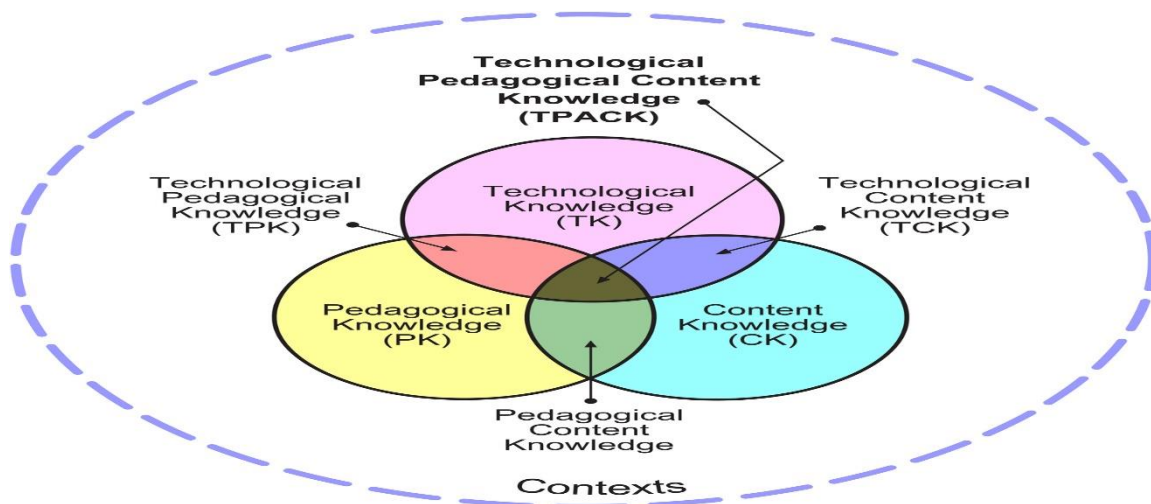 Technological
Pedagogical Content
Knowledge
(TPACK)
Technological
Pedagogical
Knowledge
(TPK)
Technological
Knowledge
(TK)
Technological
Content
Knowledge
(TCK)
Pedagogical
Knowledge
(PK)
Content
Knowledge
(CK)
Pedagogical
Content
Knowledge
Contexts